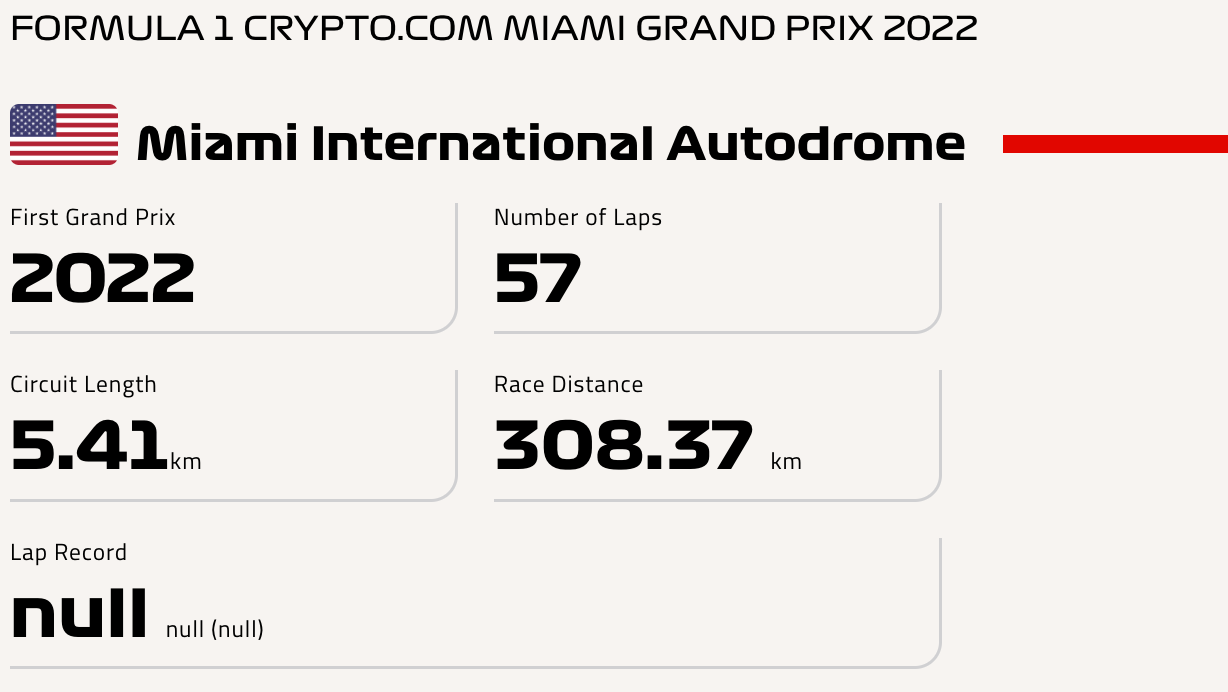 FORMULA 1 CRYPTO.COM MIAMI GRAND PRIX 2022
Miami International Autodrome
First Grand Prix
2022
Number of Laps
57
Circuit Length
5.41km
Race Distance
308.37 km
Lap Record
null null (null)